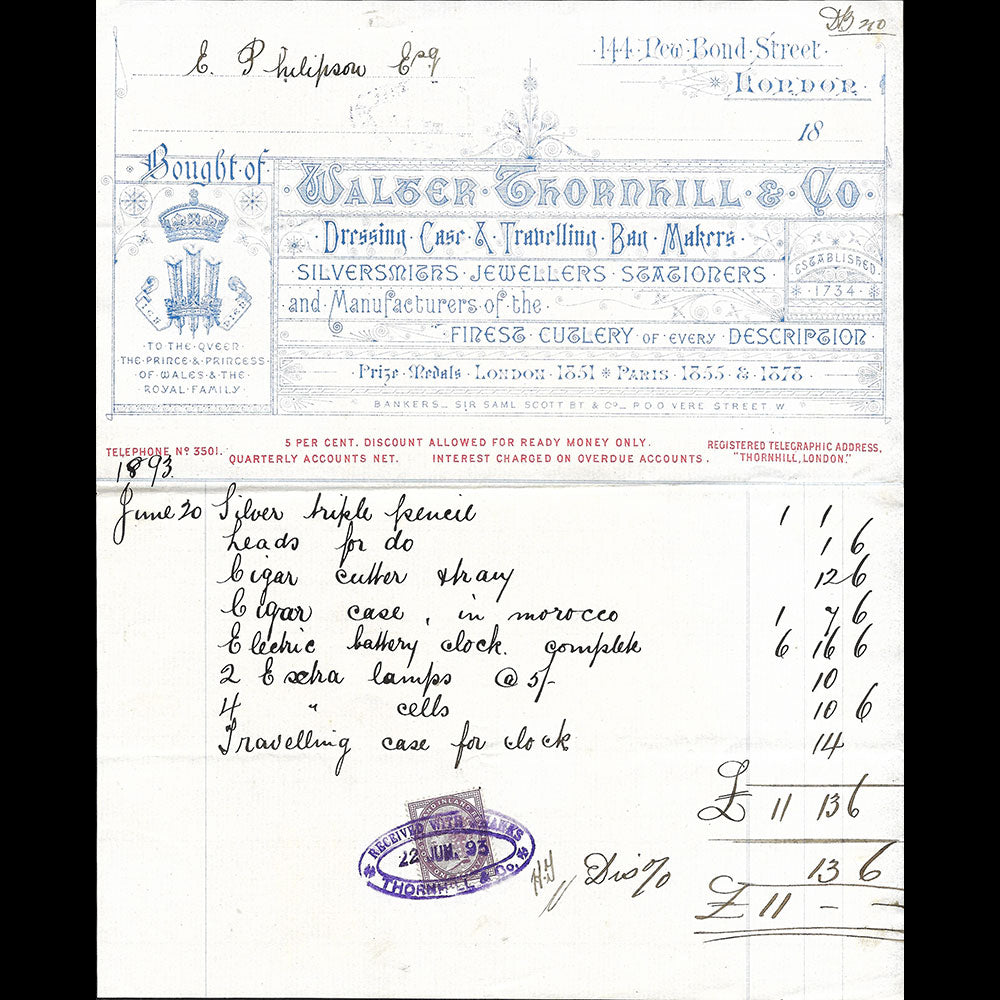 DB 210
E. Philipson Esq
144 New Bond Street
London
18
Bought of
Walter Thornhill & Co
Dressing Case & Travelling Bag Makers
SILVERSMITHS JEWELLERS STATIONERS
and Manufacturers of the
FINEST CUTLERY OF EVERY DESCRIPTION
ESTABLISHED
1734
TO THE QUEEN
THE PRINCE & PRINCESS
OF WALES & THE
ROYAL FAMILY
Prize Medals London 1851 * Paris 1855 & 1878
BANKERS_ SIR SAML SCOTT BT & Co_
STREET W
TELEPHONE No 3501.
5 PER CENT. DISCOUNT ALLOWED FOR READY MONEY ONLY.
QUARTERLY ACCOUNTS NET. INTEREST CHARGED ON OVERDUE ACCOUNTS.
REGISTERED TELEGRAPHIC ADDRESS,
"THORNHILL, LONDON."
1893
June 20 Silver triple pencil 1 1
Leads for do 1 6
Cigar cutter & tray 12 6
Cigar case, in morocco 1 7 6
Electric battery clock. complete 6 16 6
2 Extra lamps @ 5/- 10
4 " cells 10 6
Travelling case for clock 14
£ 11 13 6
RECEIVED WITH THANKS
22 JUN. 93
THORNHILL & Co.
Dis% 13 6
£ 11 - -